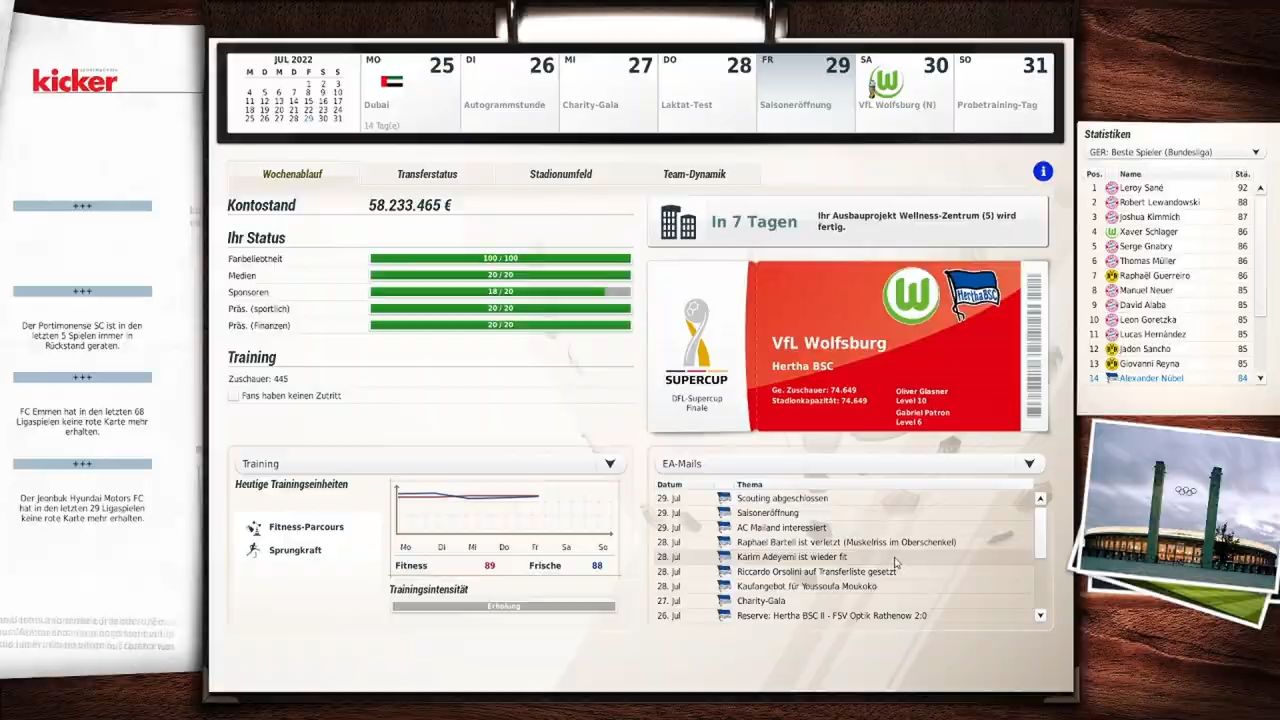 kicker
+++
+++
Der Portimonense SC ist in den
letzten 5 Spielen immer in
Rückstand geraten.
+++
FC Emmen hat in den letzten 68
Ligaspielen keine rote Karte mehr
erhalten.
+++
Der Jeonbuk Hyundai Motors FC
hat in den letzten 29 Ligaspielen
keine rote Karte mehr erhalten.
JUL 2022
M D M D F S S
1 2 3
4 5 6 7 8 9 10
11 12 13 14 15 16 17
18 19 20 21 22 23 24
25 26 27 28 29 30 31
MO 25
Dubai
14 Tag(e)
DI 26
Autogrammstunde
MI 27
Charity-Gala
DO 28
Laktat-Test
FR 29
Saisoneröffnung
SA 30
VfL Wolfsburg (N)
SO 31
Probetraining-Tag
Wochenablauf
Transferstatus
Stadionumfeld
Team-Dynamik
i
Kontostand 58.233.465 €
Ihr Status
Fanbeliebtheit 100 / 100
Medien 20 / 20
Sponsoren 18 / 20
Präs. (sportlich) 20 / 20
Präs. (Finanzen) 20 / 20
Training
Zuschauer: 445
Fans haben keinen Zutritt
In 7 Tagen
Ihr Ausbauprojekt Wellness-Zentrum (5) wird
fertig.
SUPERCUP
DFL-Supercup
Finale
W
Hertha BSC
VfL Wolfsburg
Hertha BSC
Ge. Zuschauer: 74.649
Stadionkapazität: 74.649
Oliver Glasner
Level 10
Gabriel Patron
Level 6
Training
Heutige Trainingseinheiten
Fitness-Parcours
Sprungkraft
Mo Di Mi Do Fr Sa So
Fitness 89 Frische 88
Trainingsintensität
Erholung
EA-Mails
Datum Thema
29. Jul Scouting abgeschlossen
29. Jul Saisoneröffnung
29. Jul AC Mailand interessiert
28. Jul Raphael Bartell ist verletzt (Muskelriss im Oberschenkel)
28. Jul Karim Adeyemi ist wieder fit
28. Jul Riccardo Orsolini auf Transferliste gesetzt
28. Jul Kaufangebot für Youssoufa Moukoko
27. Jul Charity-Gala
26. Jul Reserve: Hertha BSC II - FSV Optik Rathenow 2:0
Statistiken
GER: Beste Spieler (Bundesliga)
Pos. Name Stä.
1 Leroy Sané 92
2 Robert Lewandowski 88
3 Joshua Kimmich 87
4 Xaver Schlager 86
5 Serge Gnabry 86
6 Thomas Müller 86
7 Raphaël Guerreiro 86
8 Manuel Neuer 85
9 David Alaba 85
10 Leon Goretzka 85
11 Lucas Hernández 85
12 Jadon Sancho 85
13 Giovanni Reyna 85
14 Alexander Nübel 84